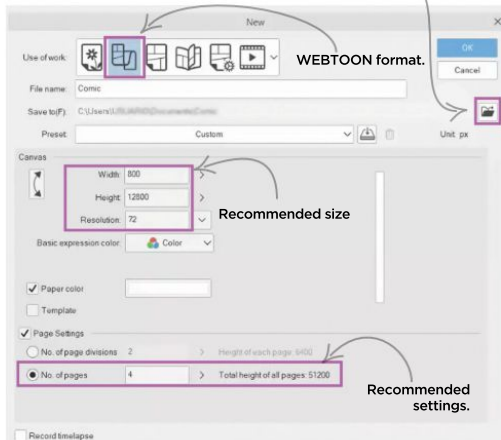 New
Use of work:
WEBTOON format.
OK
Cancel
File name: Comic
Save to(F): C:\Users\
Preset: Custom
Unit: px
Canvas
Width: 800
Height: 12800
Resolution: 72
Recommended size
Basic expression color: Color
Paper color
Template
Page Settings
No. of page divisions 2 Height of each page: 6400
No. of pages 4 Total height of all pages: 51200
Recommended
settings.
Record timelapse